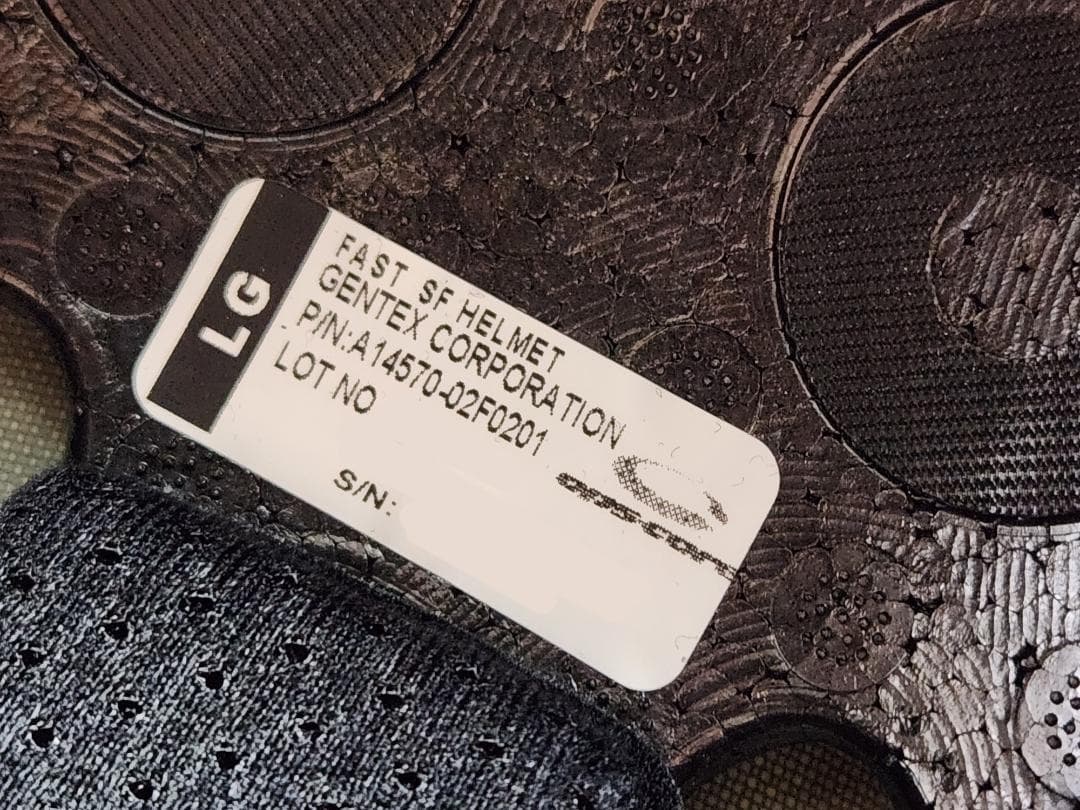 LG
FAST SF HELMET
GENTEX CORPORATION
P/N:A14570-02F0201
LOT NO
S/N: